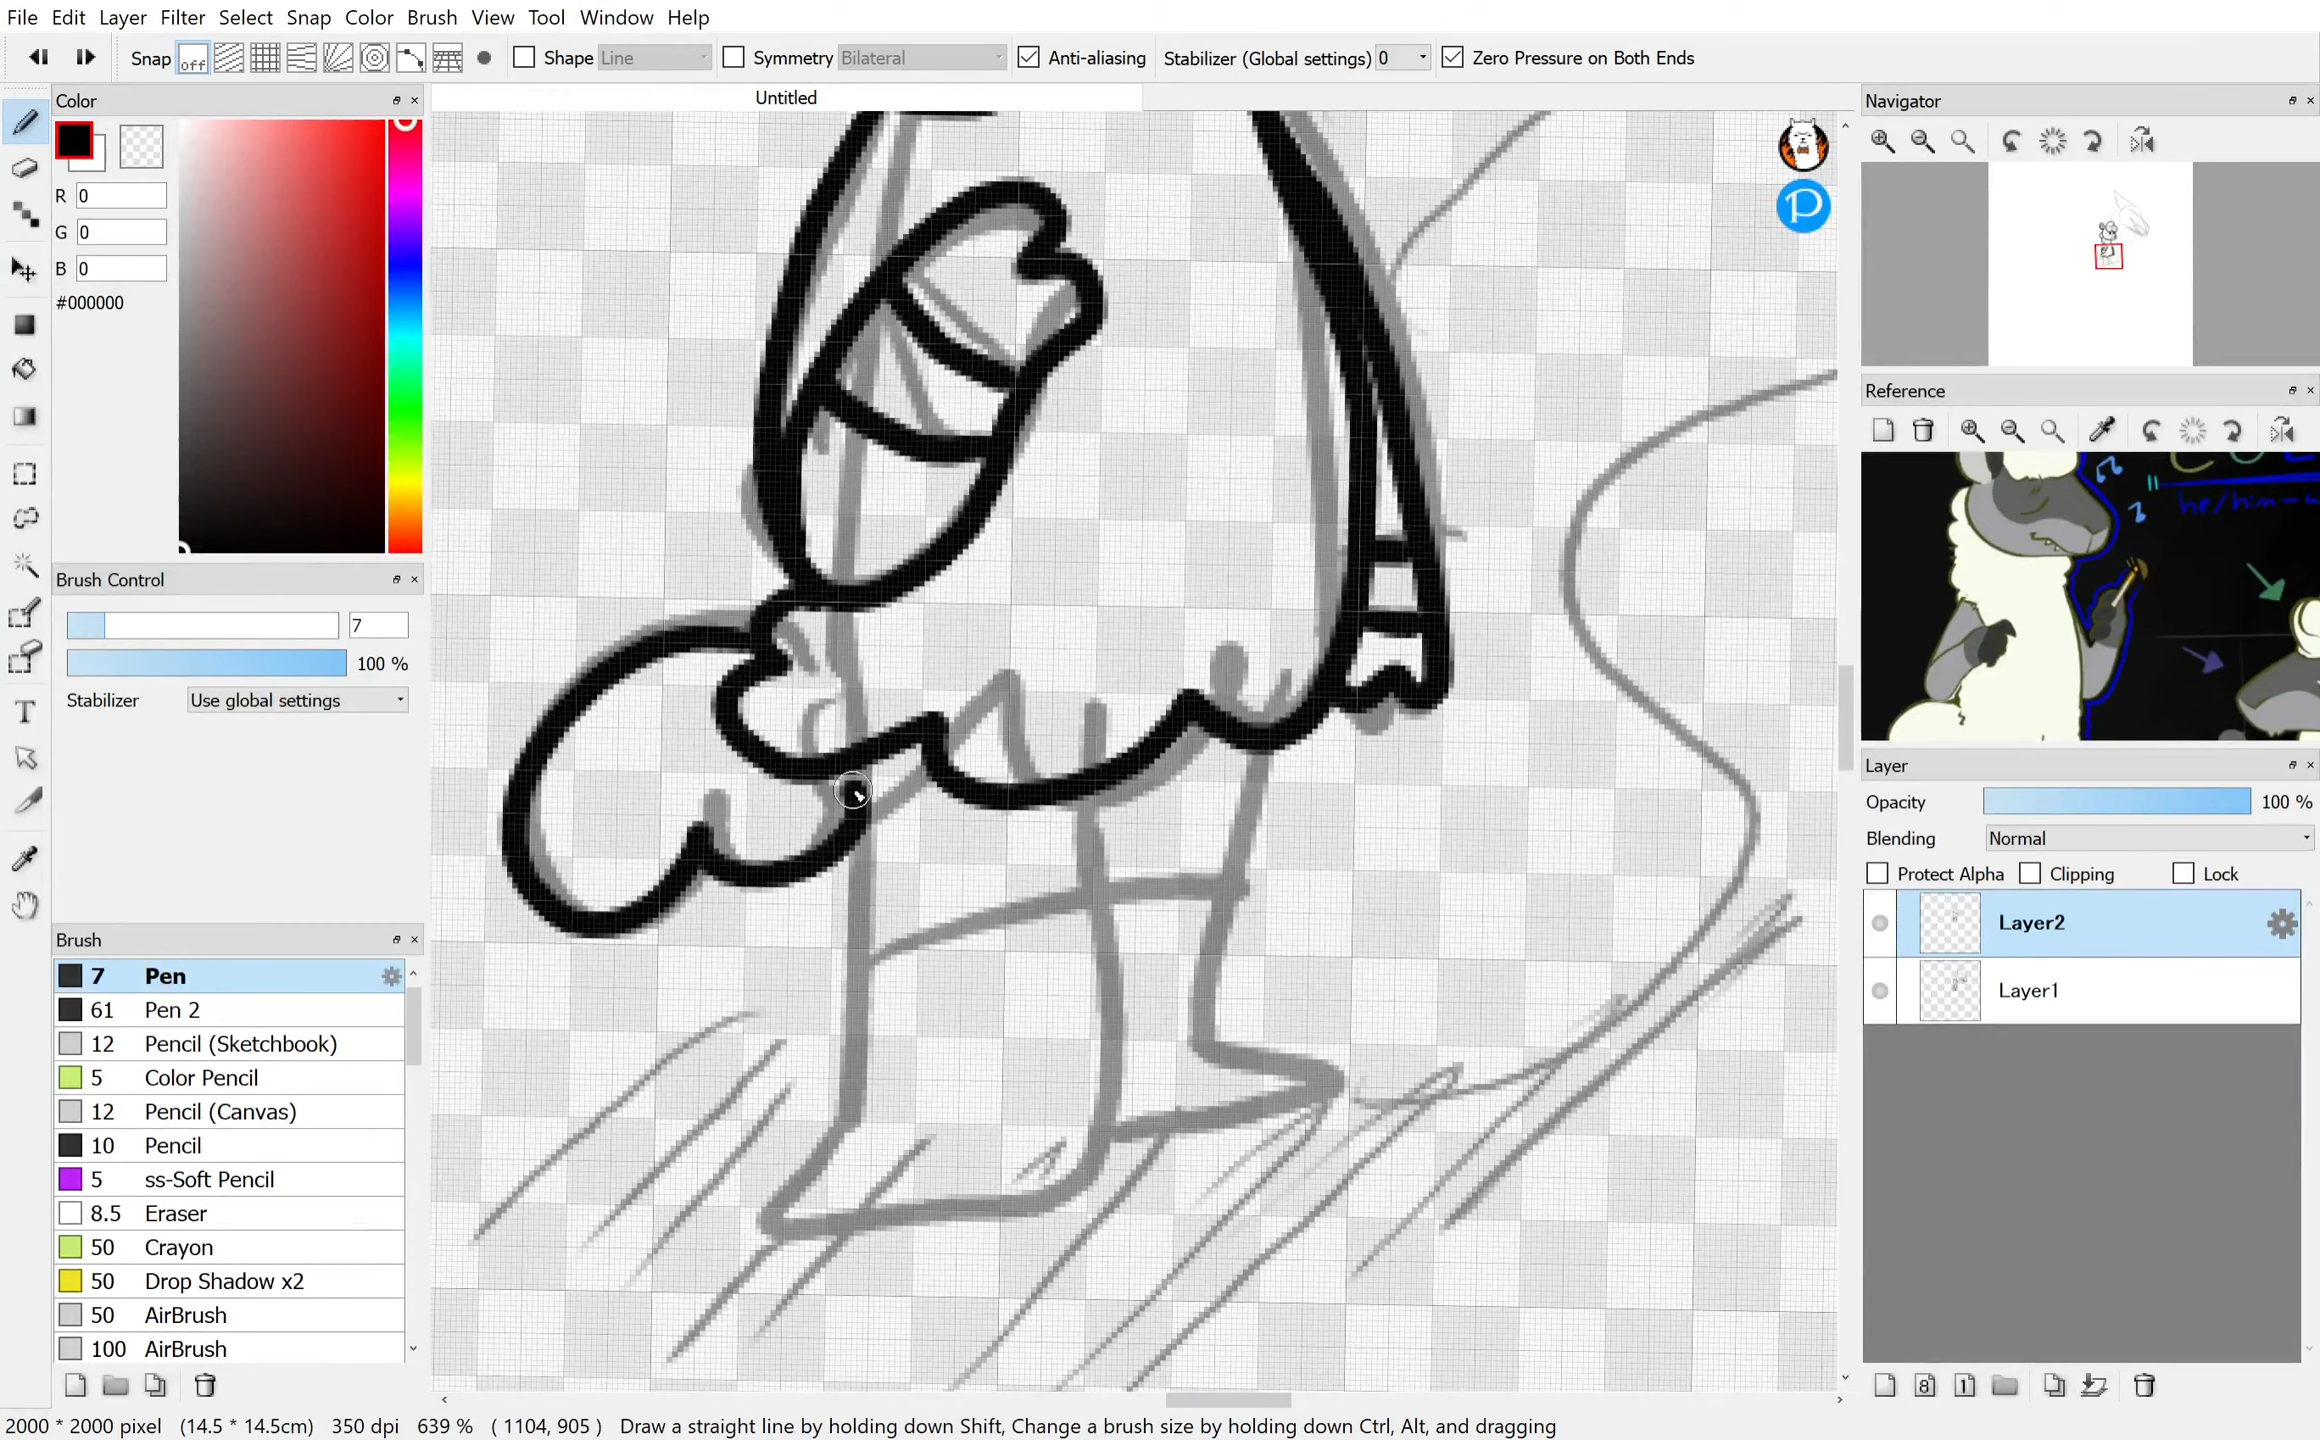 File Edit Layer Filter Select Snap Color Brush View Tool Window Help
Snap off Shape Line Symmetry Bilateral Anti-aliasing Stabilizer (Global settings) 0 Zero Pressure on Both Ends
Color
Untitled
Navigator
R 0
G 0
B 0
#000000
Reference
he/him
Brush Control
7
100 %
Stabilizer Use global settings
Layer
Opacity 100 %
Blending Normal
Protect Alpha Clipping Lock
Layer2
Layer1
Brush
7 Pen
61 Pen 2
12 Pencil (Sketchbook)
5 Color Pencil
12 Pencil (Canvas)
10 Pencil
5 ss-Soft Pencil
8.5 Eraser
50 Crayon
50 Drop Shadow x2
50 AirBrush
100 AirBrush
8 1
2000 * 2000 pixel (14.5 * 14.5cm) 350 dpi 639 % ( 1104, 905 ) Draw a straight line by holding down Shift, Change a brush size by holding down Ctrl, Alt, and dragging